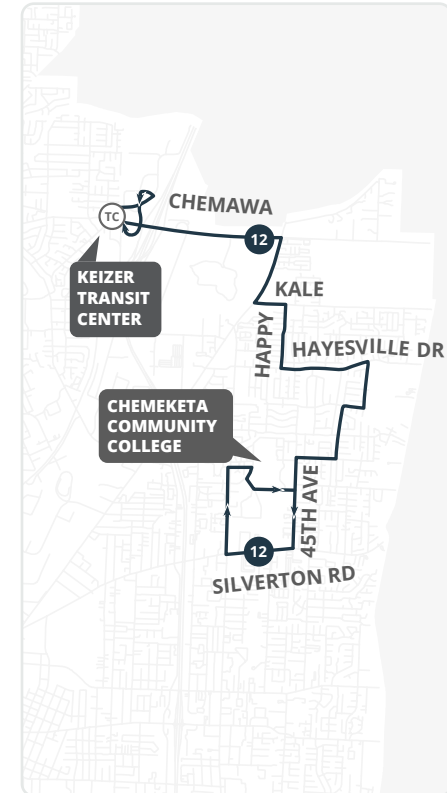 CHEMAWA
TC
12
KEIZER
TRANSIT
CENTER
KALE
HAPPY
HAYESVILLE DR
CHEMEKETA
COMMUNITY
COLLEGE
45TH AVE
12
SILVERTON RD